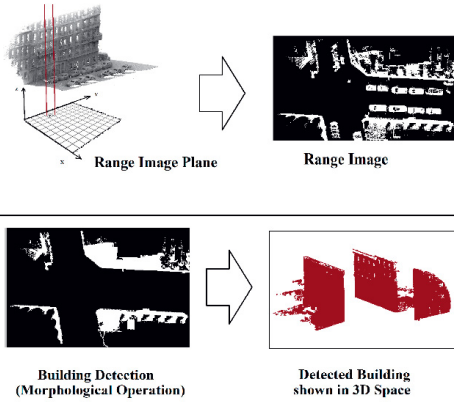 z
y
x
Range Image Plane
Range Image
Building Detection
(Morphological Operation)
Detected Building
shown in 3D Space